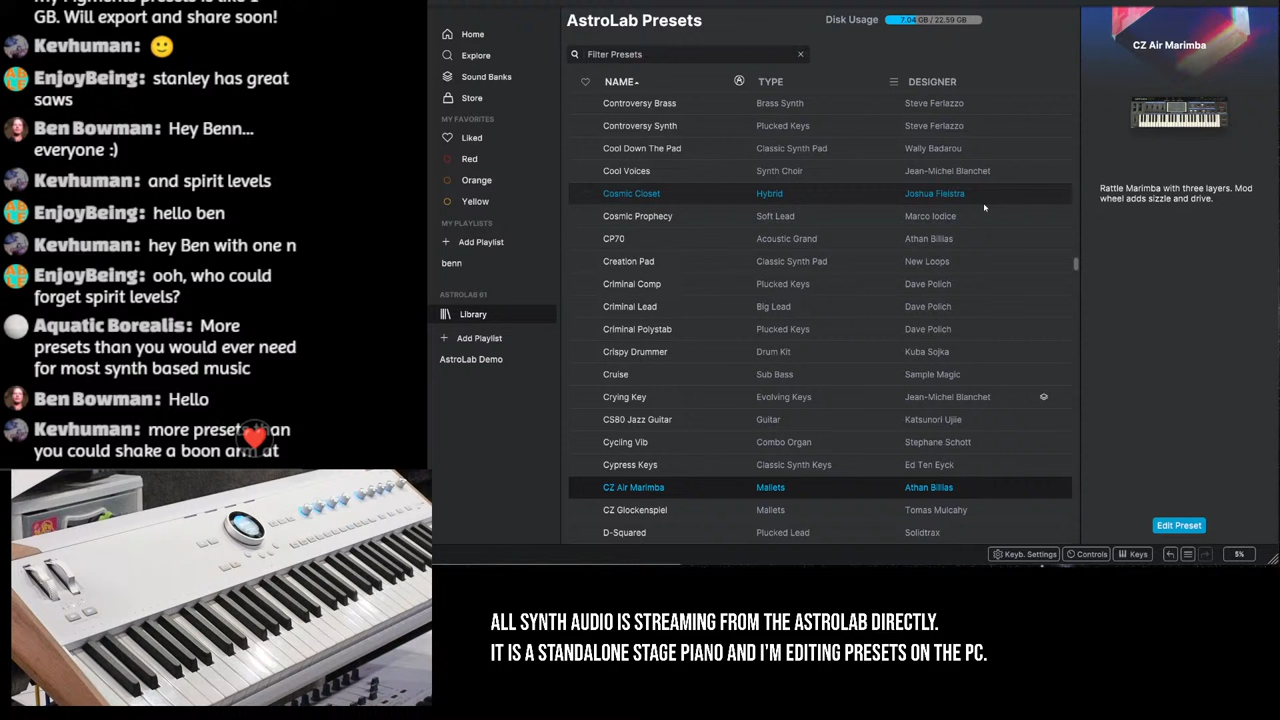 my Pigments presets is like 1
GB. Will export and share soon!
Kevhuman: 🙂
EnjoyBeing: stanley has great
saws
Ben Bowman: Hey Benn...
everyone :)
Kevhuman: and spirit levels
EnjoyBeing: hello ben
Kevhuman: hey Ben with one n
EnjoyBeing: ooh, who could
forget spirit levels?
Aquatic Borealis: More
presets than you would ever need
for most synth based music
Ben Bowman: Hello
Kevhuman: more presets than
you could shake a boon arm at
Home
Explore
Sound Banks
Store
MY FAVORITES
Liked
Red
Orange
Yellow
MY PLAYLISTS
Add Playlist
benn
ASTROLAB 61
Library
Add Playlist
AstroLab Demo
AstroLab Presets
Disk Usage 7.04 GB / 22.59 GB
Filter Presets
NAME TYPE DESIGNER
Controversy Brass Brass Synth Steve Ferlazzo
Controversy Synth Plucked Keys Steve Ferlazzo
Cool Down The Pad Classic Synth Pad Wally Badarou
Cool Voices Synth Choir Jean-Michel Blanchet
Cosmic Closet Hybrid Joshua Fielstra
Cosmic Prophecy Soft Lead Marco Iodice
CP70 Acoustic Grand Athan Billias
Creation Pad Classic Synth Pad New Loops
Criminal Comp Plucked Keys Dave Polich
Criminal Lead Big Lead Dave Polich
Criminal Polystab Plucked Keys Dave Polich
Crispy Drummer Drum Kit Kuba Sojka
Cruise Sub Bass Sample Magic
Crying Key Evolving Keys Jean-Michel Blanchet
CS80 Jazz Guitar Guitar Katsunori Ujiie
Cycling Vib Combo Organ Stephane Schott
Cypress Keys Classic Synth Keys Ed Ten Eyck
CZ Air Marimba Mallets Athan Billias
CZ Glockenspiel Mallets Tomas Mulcahy
D-Squared Plucked Lead Solidtrax
CZ Air Marimba
Rattle Marimba with three layers. Mod
wheel adds sizzle and drive.
Edit Preset
Keyb. Settings Controls Keys 5%
ALL SYNTH AUDIO IS STREAMING FROM THE ASTROLAB DIRECTLY.
IT IS A STANDALONE STAGE PIANO AND I'M EDITING PRESETS ON THE PC.